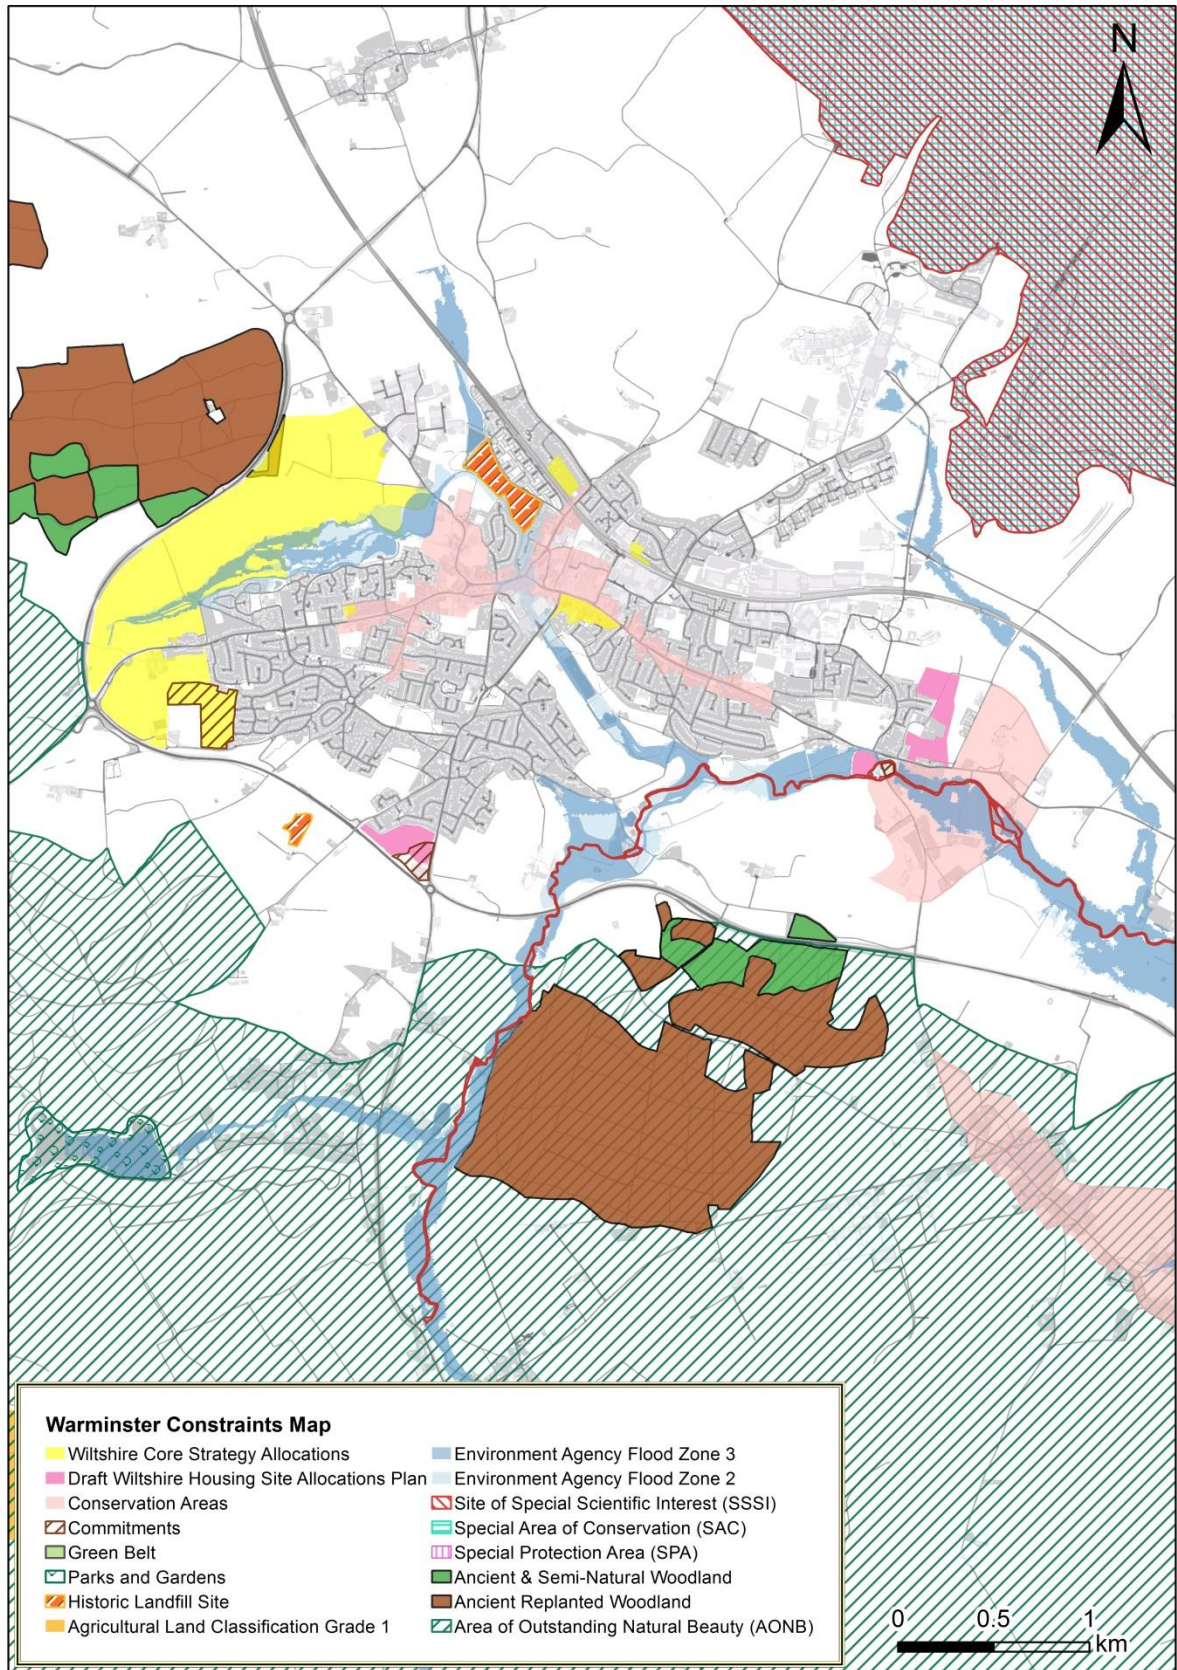 N
Warminster Constraints Map
Wiltshire Core Strategy Allocations
Draft Wiltshire Housing Site Allocations Plan
Conservation Areas
Commitments
Green Belt
Parks and Gardens
Historic Landfill Site
Agricultural Land Classification Grade 1
Environment Agency Flood Zone 3
Environment Agency Flood Zone 2
Site of Special Scientific Interest (SSSI)
Special Area of Conservation (SAC)
Special Protection Area (SPA)
Ancient & Semi-Natural Woodland
Ancient Replanted Woodland
Area of Outstanding Natural Beauty (AONB)
0 0.5 1
km